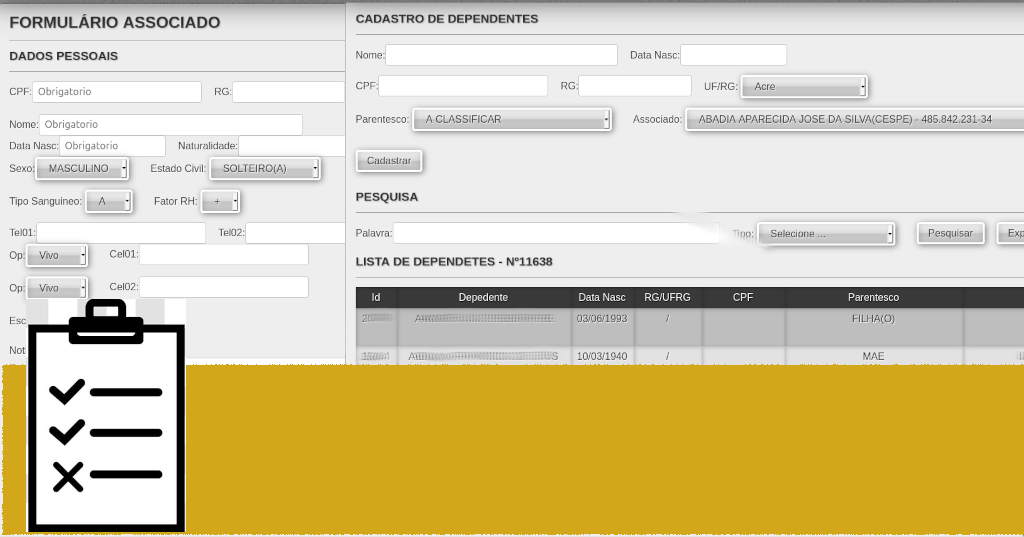 FORMULÁRIO ASSOCIADO
DADOS PESSOAIS
CPF: Obrigatorio RG:
Nome: Obrigatorio
Data Nasc: Obrigatorio Naturalidade:
Sexo: MASCULINO Estado Civil: SOLTEIRO(A)
Tipo Sanguineo: A Fator RH: +
Tel01: Tel02:
Op: Vivo Cel01:
Op: Vivo Cel02:
Esc
Not
CADASTRO DE DEPENDENTES
Nome: Data Nasc:
CPF: RG: UF/RG: Acre
Parentesco: A CLASSIFICAR Associado: ABADIA APARECIDA JOSE DA SILVA(CESPE) - 485.842.231-34
Cadastrar
PESQUISA
Palavra: Tipo: Selecione ... Pesquisar Exp
LISTA DE DEPENDETES - Nº11638
Id Depedente Data Nasc RG/UFRG CPF Parentesco
03/06/1993 / FILHA(O)
10/03/1940 / MAE